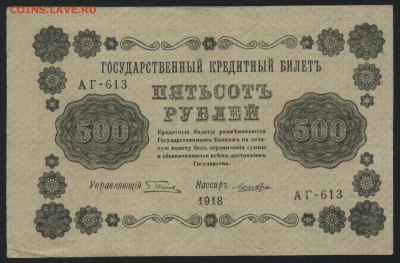 COINS.LAVE.RU
ГОСУДАРСТВЕННЫЙ КРЕДИТНЫЙ БИЛЕТЪ
АГ-613
ПЯТЬСОТЪ
РУБЛЕЙ
500
500
Кредитные билеты размѣниваются
Государственнымъ Банкомъ на золо-
тую монету безъ ограниченія суммы
и обезпечиваются всѣмъ достояніемъ
Государства.
Управляющій
Кассиръ
АГ-613
1918